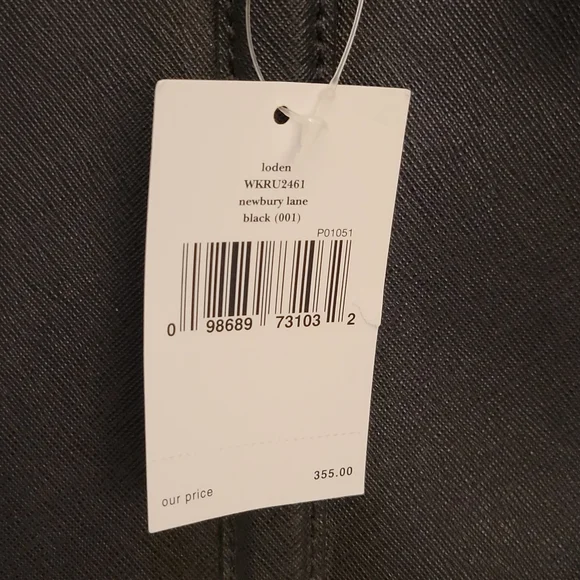 loden
WKRU2461
newbury lane
black (001)
P01051
0 98689 73103 2
our price 355.00